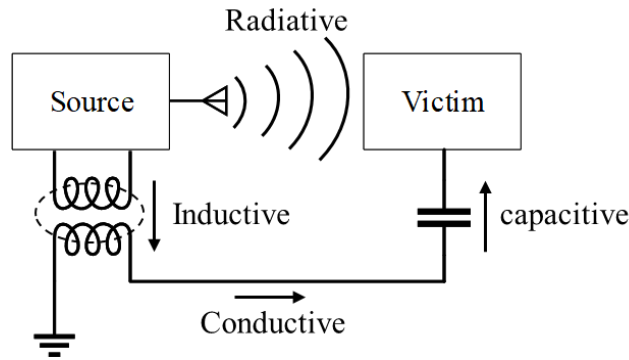 Radiative
Source
Victim
Inductive
capacitive
Conductive